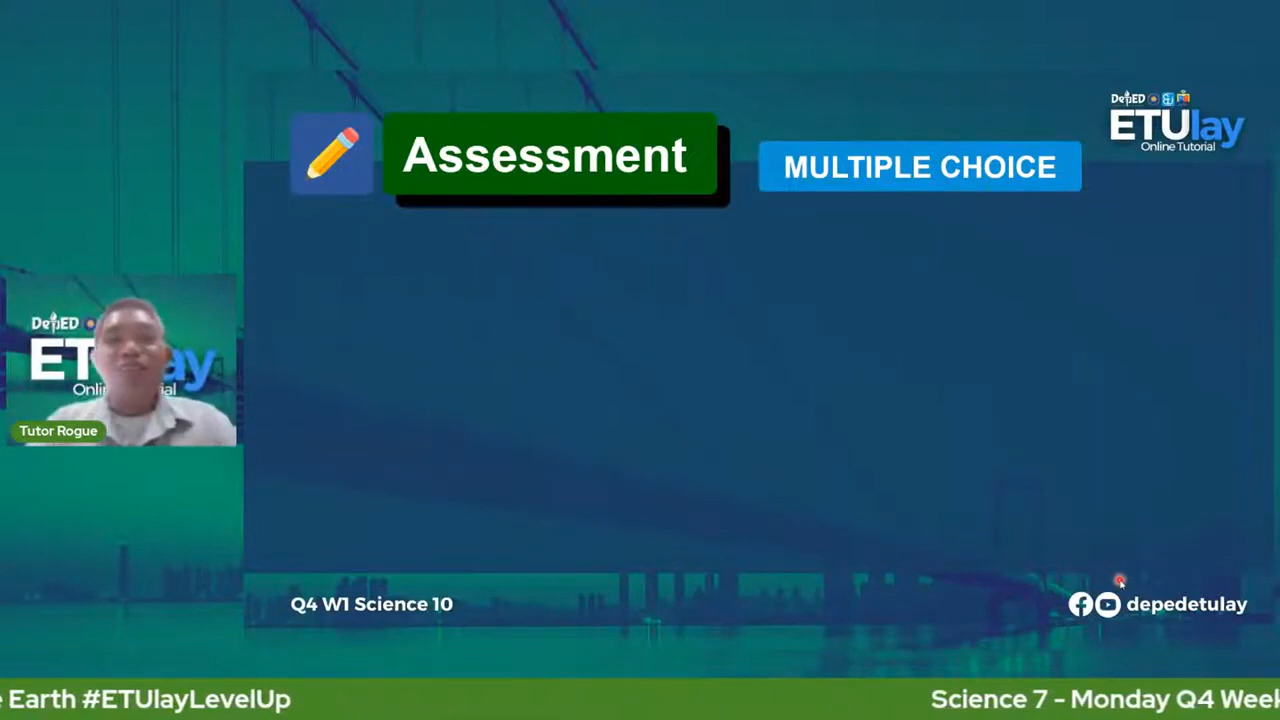 Assessment
MULTIPLE CHOICE
DepED
ETUlay
Online Tutorial
DepED
Tutor Rogue
Q4 W1 Science 10
depedetulay
Earth #ETUlayLevelUp
Science 7 - Monday Q4 Week